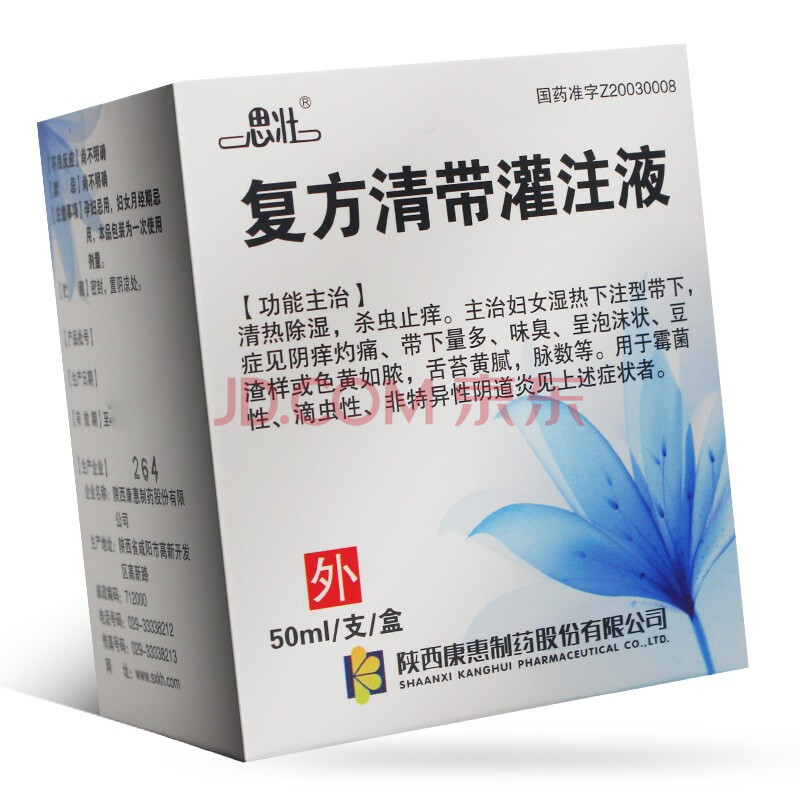 思壮®
国药准字Z20030008
复方清带灌注液
【功能主治】
清热除湿，杀虫止痒。主治妇女湿热下注型带下，
症见阴痒灼痛、带下量多、味臭、呈泡沫状、豆
渣样或色黄如脓，舌苔黄腻，脉数等。用于霉菌
性、滴虫性、非特异性阴道炎见上述症状者。
JD.COM 京东
外
50ml/支/盒
陕西康惠制药股份有限公司
SHAANXI KANGHUI PHARMACEUTICAL CO.,LTD.
【不良反应】尚不明确
【禁 忌】尚不明确
【注意事项】孕妇忌用，妇女月经期忌
用，本品包装为一次使用
剂量。
【贮 藏】密封，置阴凉处。
【产品批号】
【生产日期】
【有效期】至
【生产企业】
264
企业名称：陕西康惠制药股份有限
公司
生产地址：陕西省咸阳市高新开发
区高新路
邮政编码：712000
电话号码：029-33338212
传真号码：029-33338213
网 址：www.sxkh.com